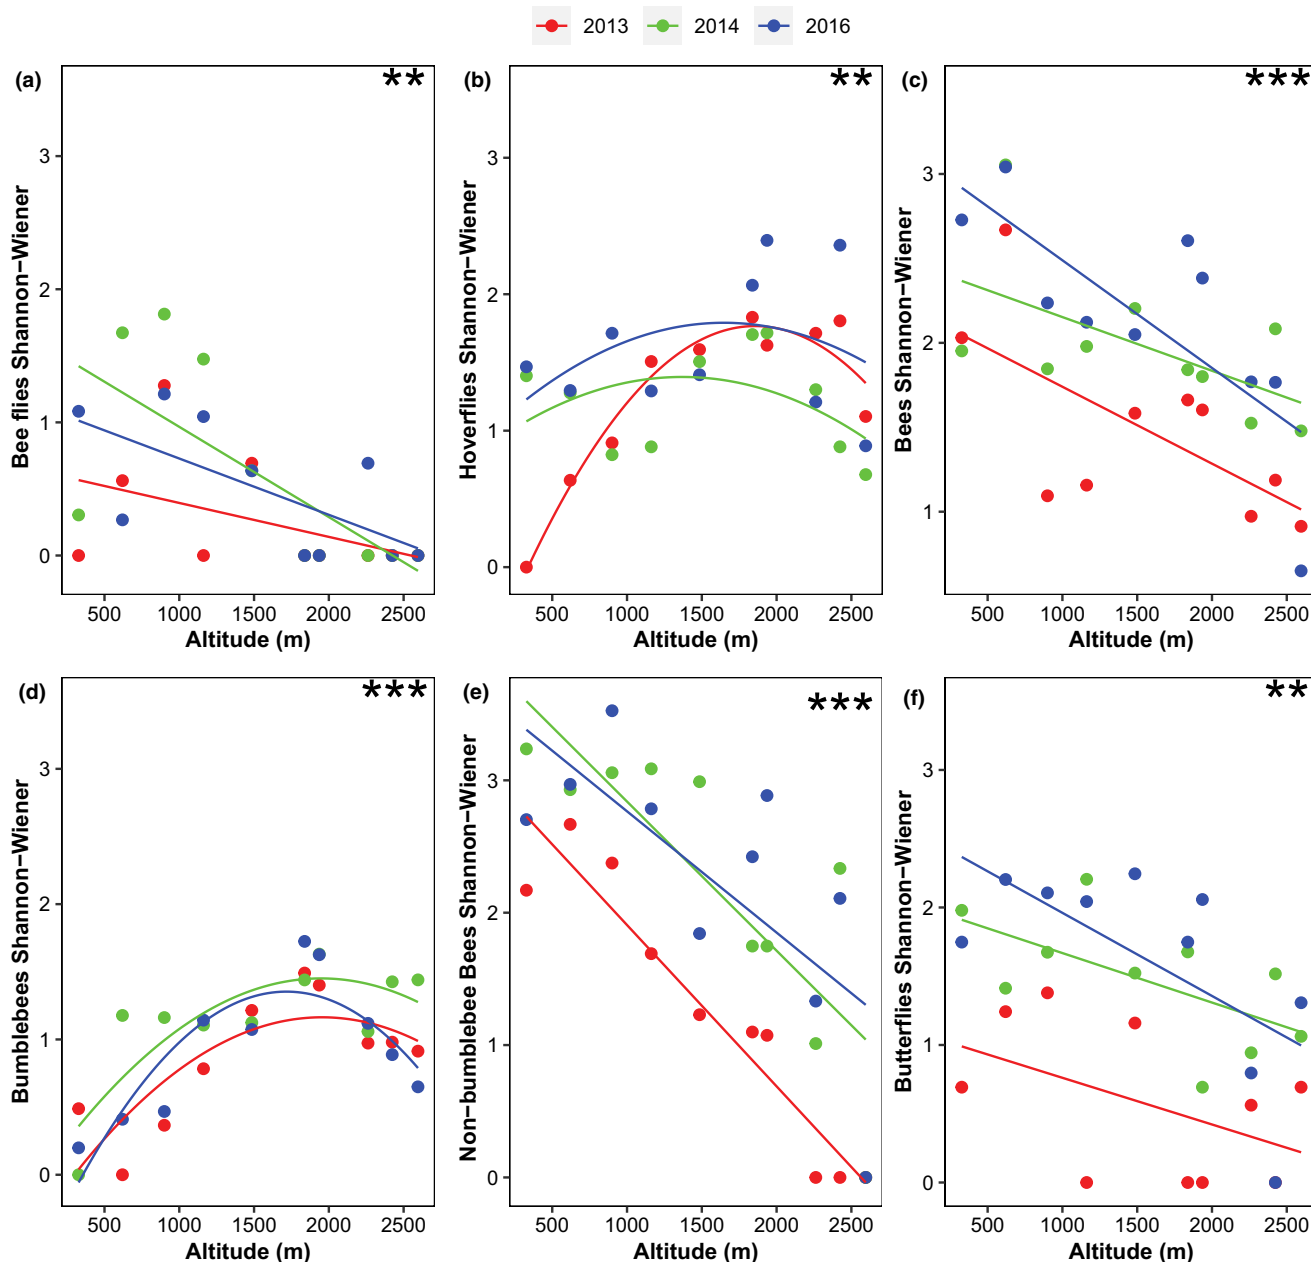 2013 2014 2016
(a) ** (b) ** (c) ***
Bee flies Shannon−Wiener
3
2
1
0
500 1000 1500 2000 2500
Altitude (m)
Hoverflies Shannon−Wiener
3
2
1
0
500 1000 1500 2000 2500
Altitude (m)
Bees Shannon−Wiener
3
2
1
500 1000 1500 2000 2500
Altitude (m)
(d) *** (e) *** (f) **
Bumblebees Shannon−Wiener
3
2
1
0
500 1000 1500 2000 2500
Altitude (m)
Non−bumblebee Bees Shannon−Wiener
3
2
1
0
500 1000 1500 2000 2500
Altitude (m)
Butterflies Shannon−Wiener
3
2
1
0
500 1000 1500 2000 2500
Altitude (m)